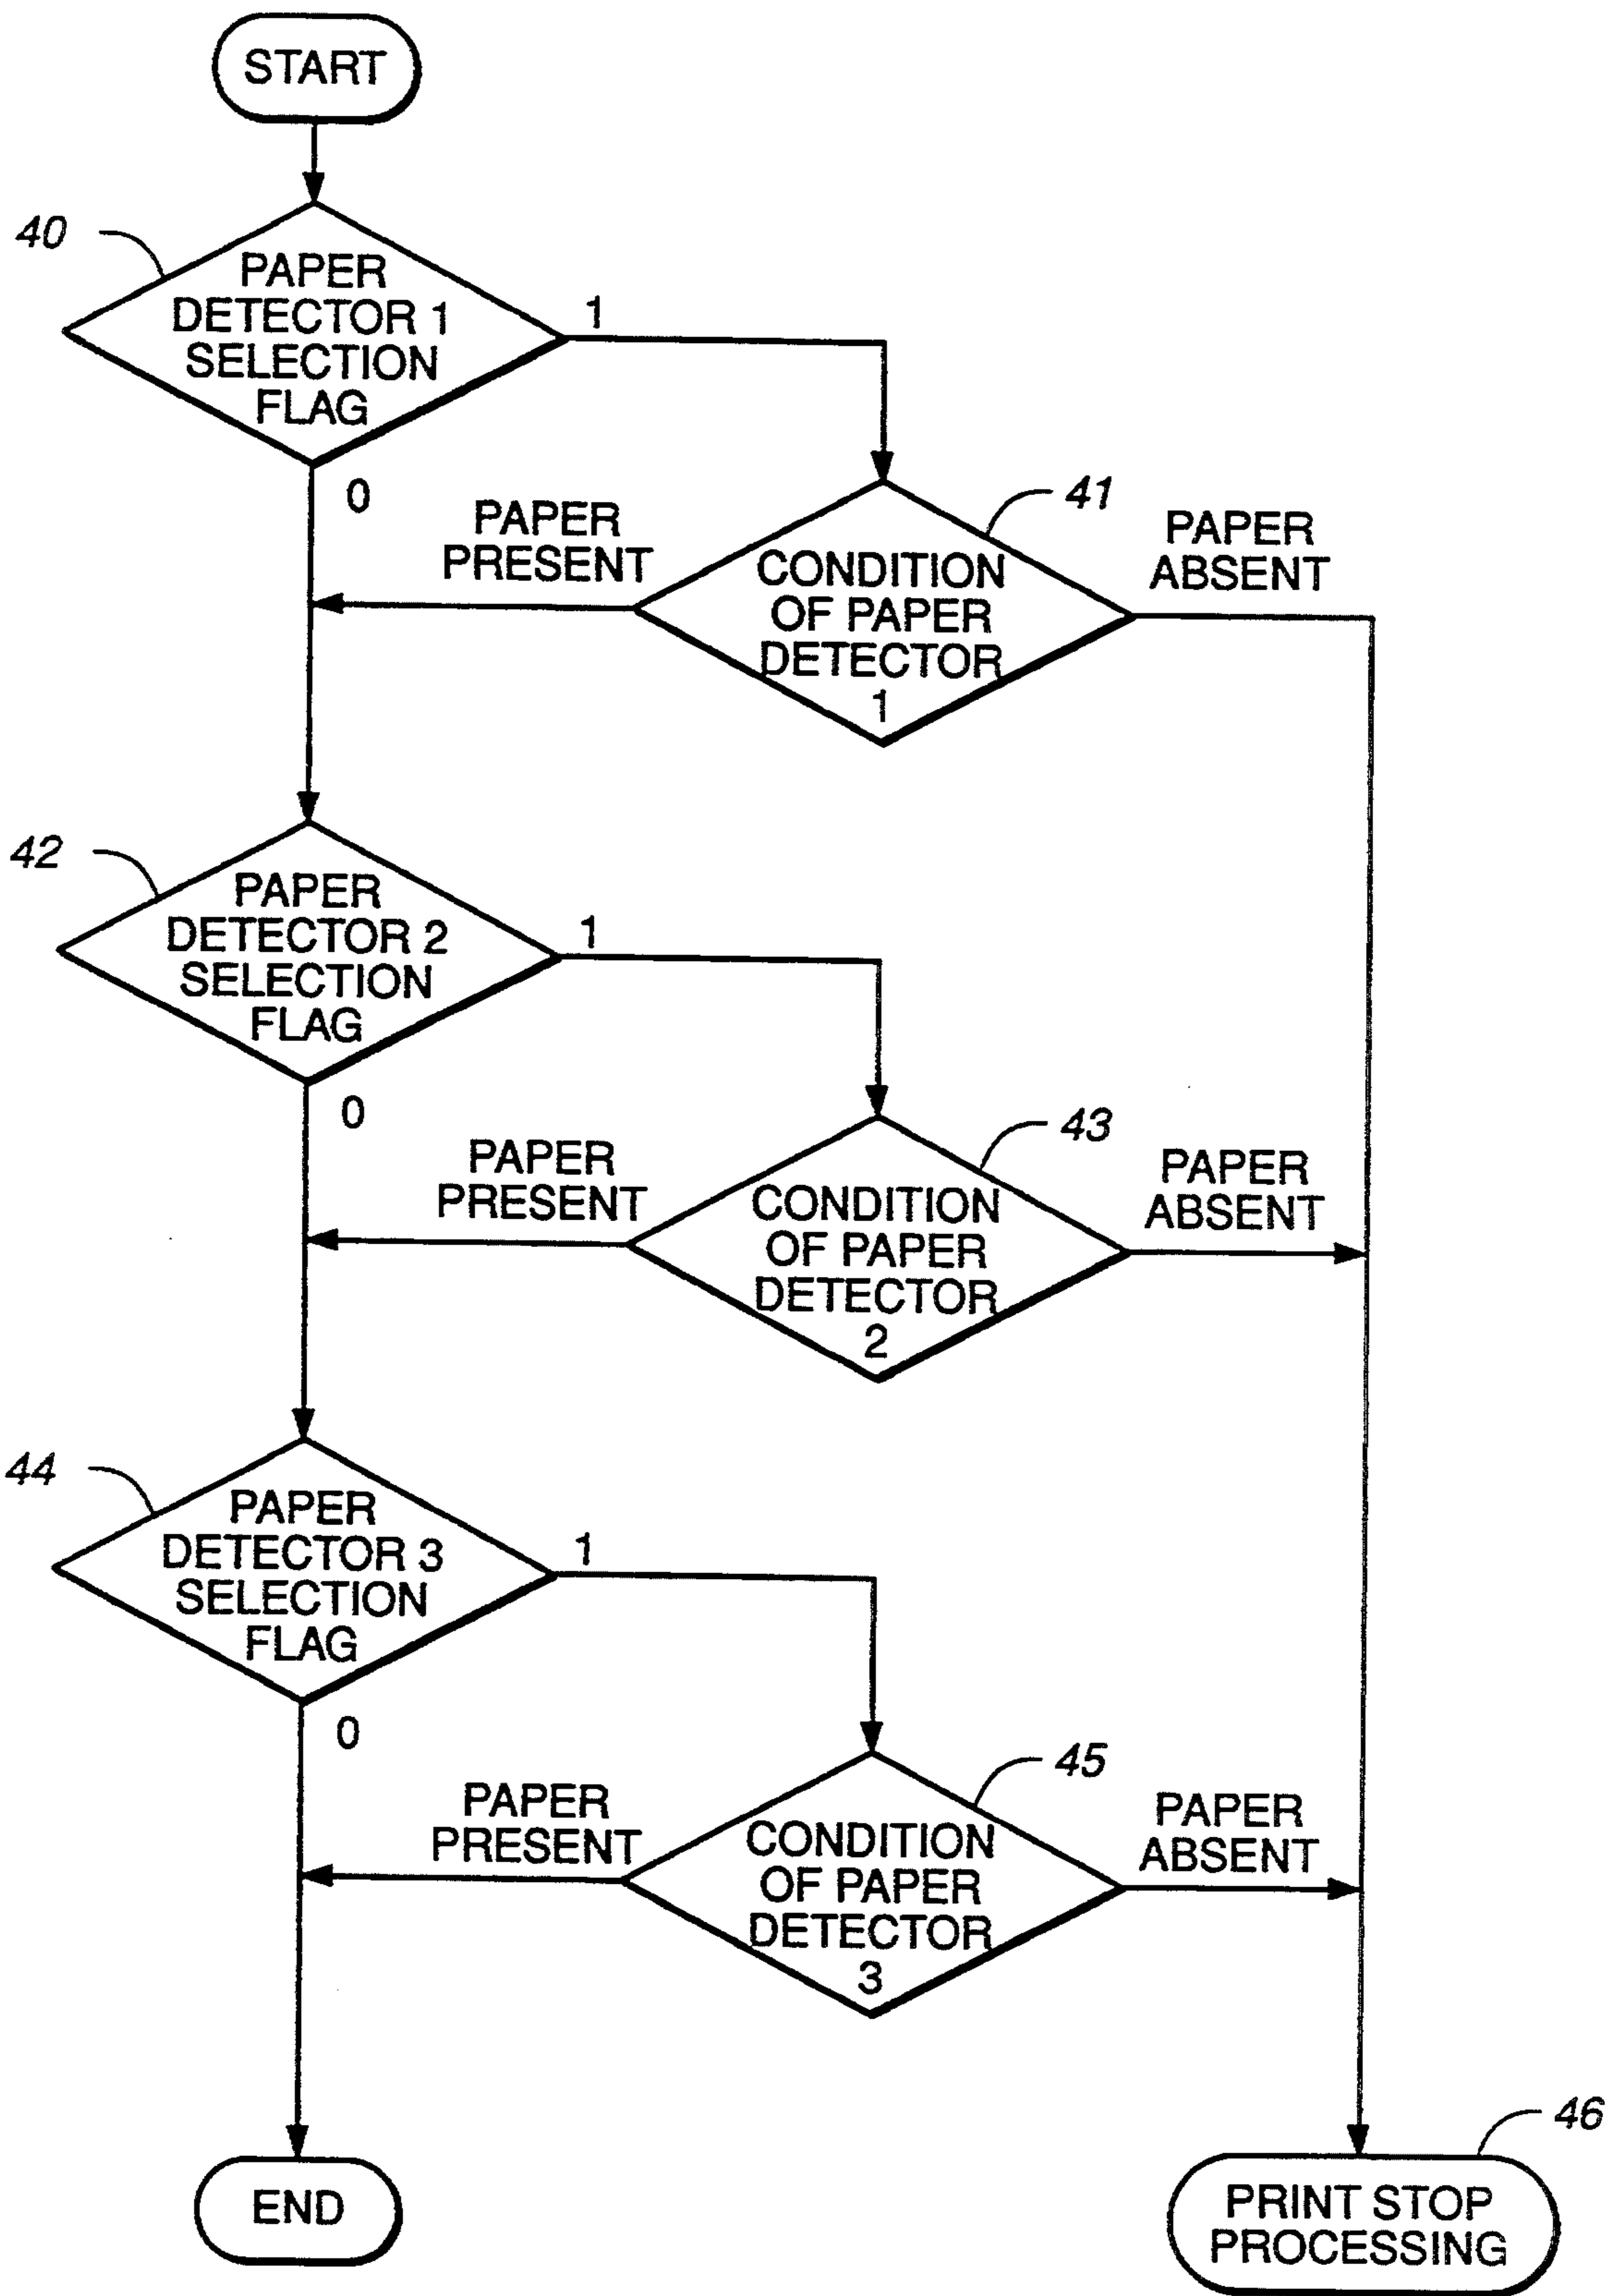 START
40
PAPER
DETECTOR 1
SELECTION
FLAG
1
0
41
PAPER
PRESENT
CONDITION
OF PAPER
DETECTOR
1
PAPER
ABSENT
42
PAPER
DETECTOR 2
SELECTION
FLAG
1
0
43
PAPER
PRESENT
CONDITION
OF PAPER
DETECTOR
2
PAPER
ABSENT
44
PAPER
DETECTOR 3
SELECTION
FLAG
1
0
45
PAPER
PRESENT
CONDITION
OF PAPER
DETECTOR
3
PAPER
ABSENT
46
END
PRINT STOP
PROCESSING